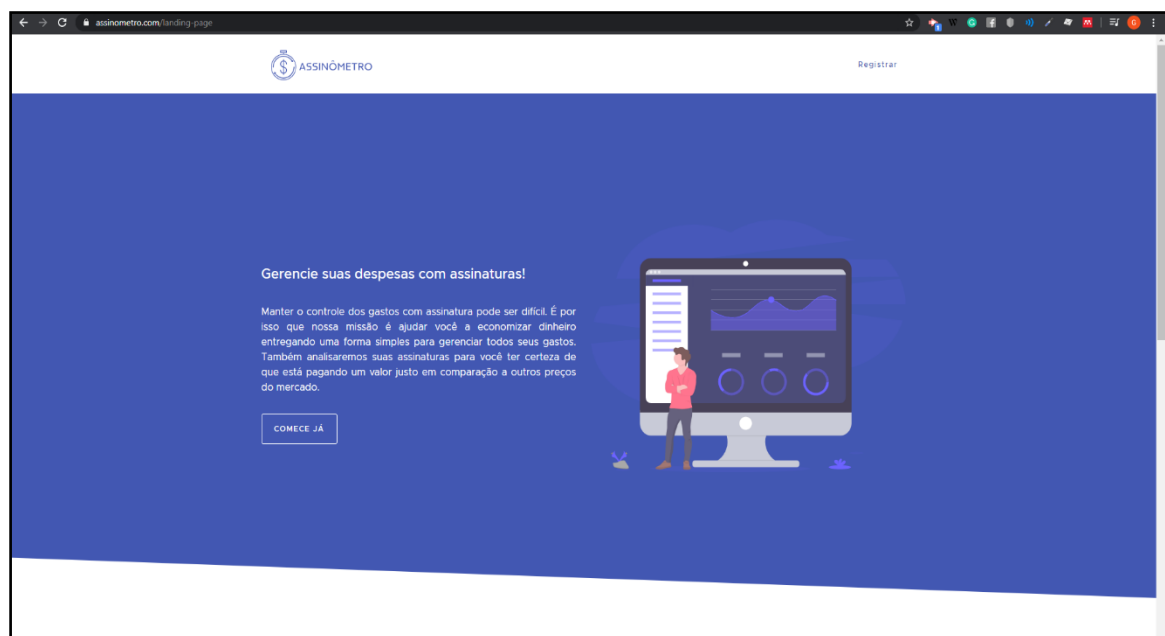 assinometro.com/landing-page
ASSINÔMETRO
Registrar
Gerencie suas despesas com assinaturas!
Manter o controle dos gastos com assinatura pode ser difícil. É por
isso que nossa missão é ajudar você a economizar dinheiro
entregando uma forma simples para gerenciar todos seus gastos.
Também analisaremos suas assinaturas para você ter certeza de
que está pagando um valor justo em comparação a outros preços
do mercado.
COMECE JÁ